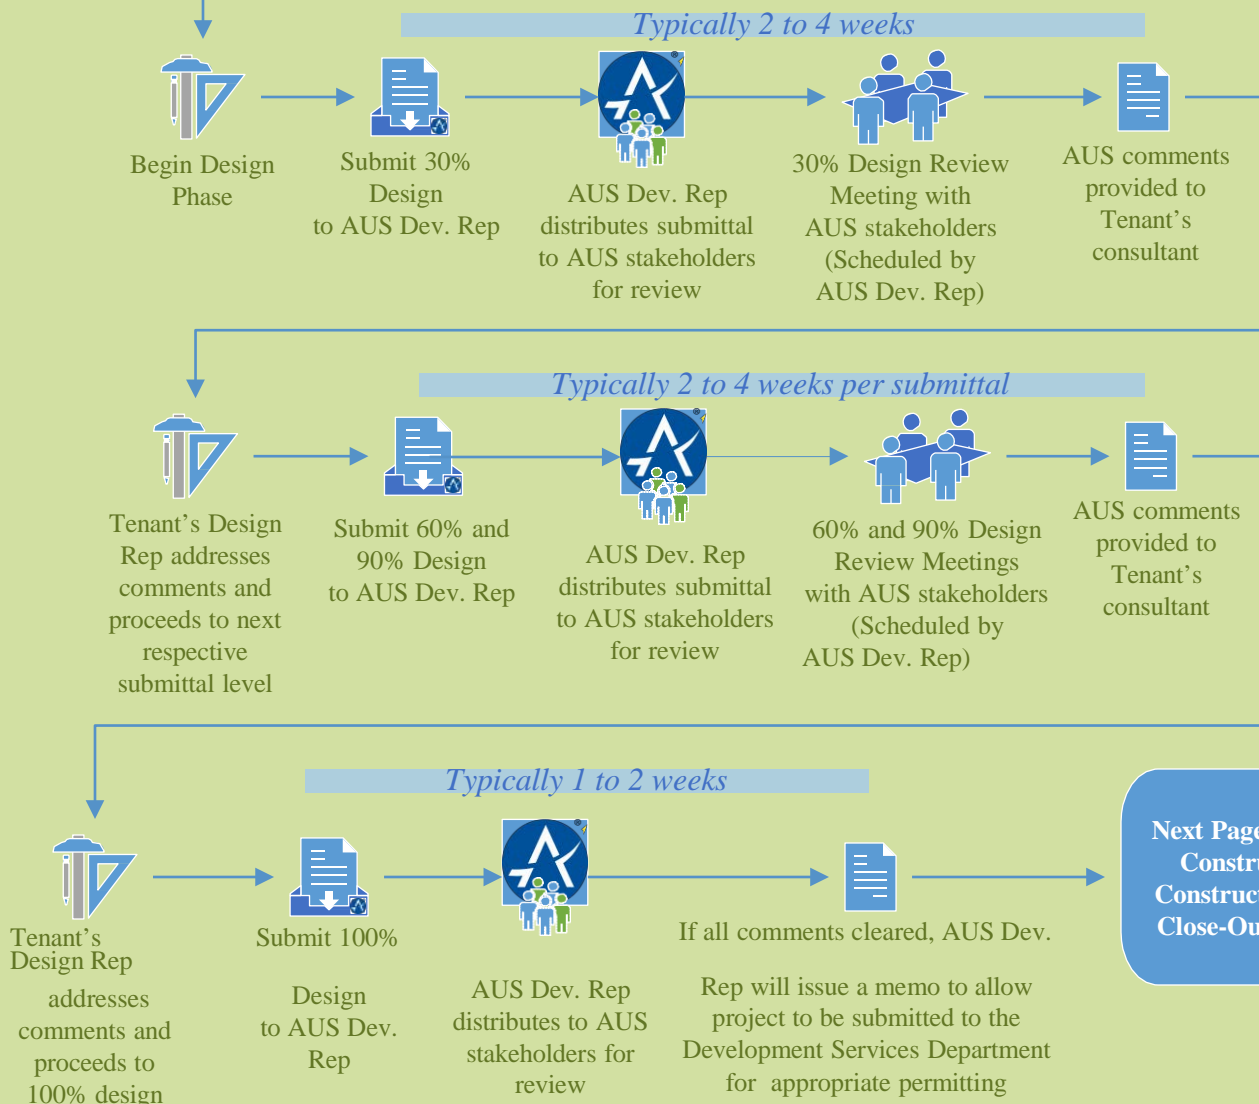 Typically 2 to 4 weeks
Begin Design
Phase
Submit 30%
Design
to AUS Dev. Rep
AUS Dev. Rep
distributes submittal
to AUS stakeholders
for review
30% Design Review
Meeting with
AUS stakeholders
(Scheduled by
AUS Dev. Rep)
AUS comments
provided to
Tenant's
consultant
Typically 2 to 4 weeks per submittal
Tenant's Design
Rep addresses
comments and
proceeds to next
respective
submittal level
Submit 60% and
90% Design
to AUS Dev. Rep
AUS Dev. Rep
distributes submittal
to AUS stakeholders
for review
60% and 90% Design
Review Meetings
with AUS stakeholders
(Scheduled by
AUS Dev. Rep)
AUS comments
provided to
Tenant's
consultant
Typically 1 to 2 weeks
Tenant's
Design Rep
addresses
comments and
proceeds to
100% design
Submit 100%
Design
to AUS Dev.
Rep
AUS Dev. Rep
distributes to AUS
stakeholders for
review
If all comments cleared, AUS Dev.
Rep will issue a memo to allow
project to be submitted to the
Development Services Department
for appropriate permitting
Next Page
Constru
Construct
Close-Ou